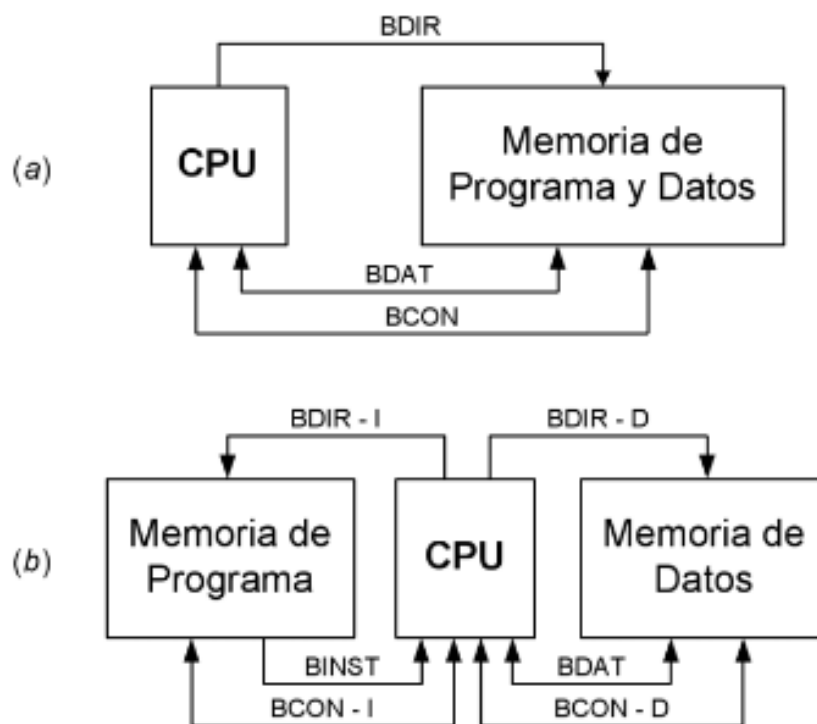 BDIR
(a)
CPU
Memoria de
Programa y Datos
BDAT
BCON
BDIR - I
BDIR - D
(b)
Memoria de
Programa
CPU
Memoria de
Datos
BINST
BDAT
BCON - I
BCON - D